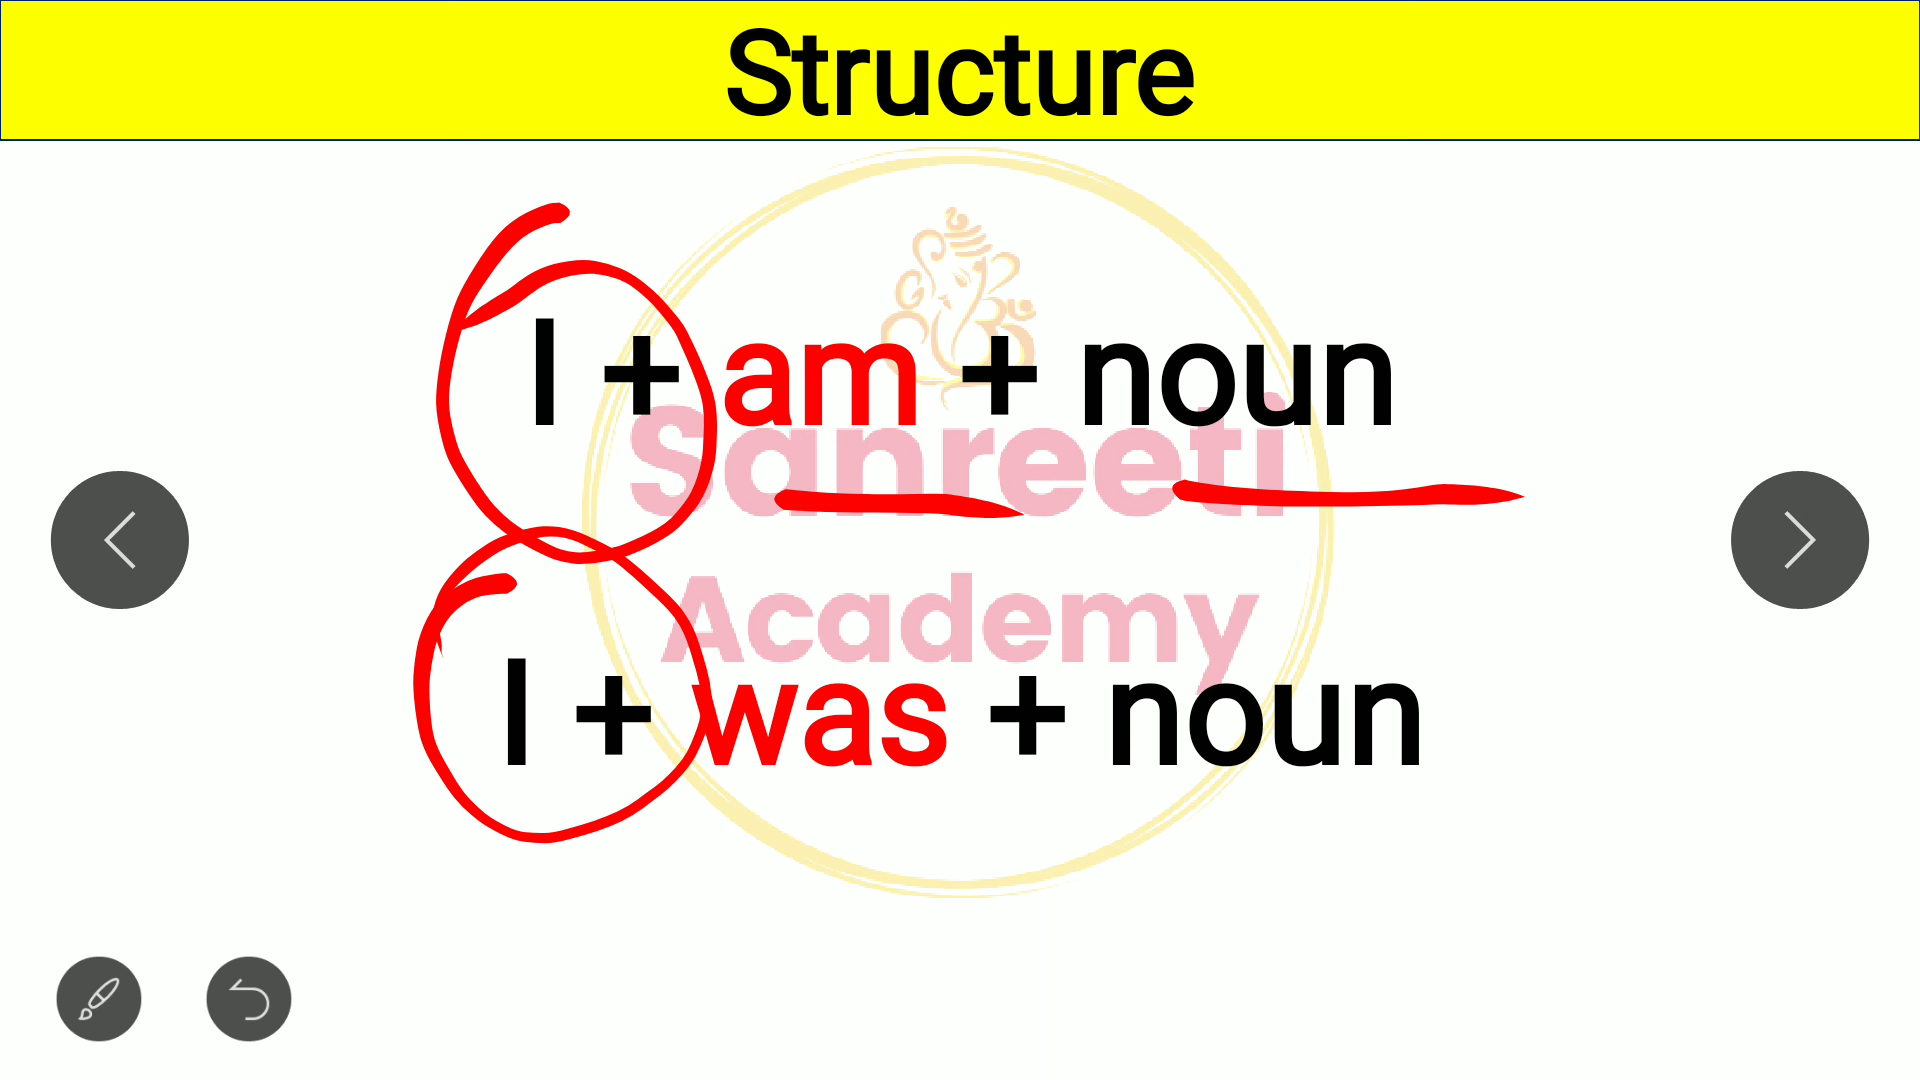 Structure
I + am + noun
Sanreeti
Academy
I + was + noun